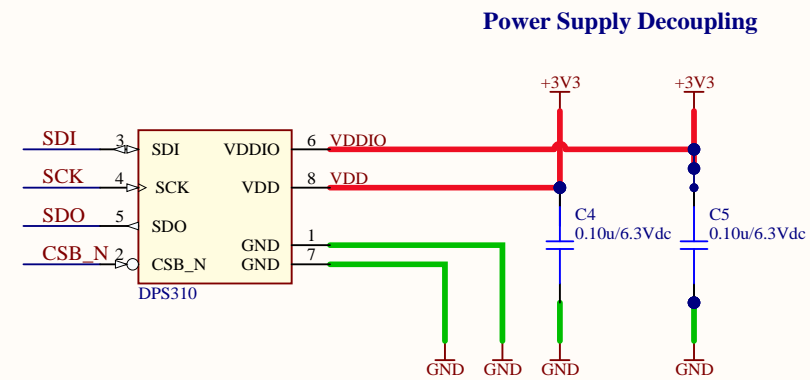 Power Supply Decoupling
+3V3
+3V3
SDI
3
SDI
VDDIO
6
VDDIO
SCK
4
SCK
VDD
8
VDD
SDO
5
SDO
C4
0.10u/6.3Vdc
C5
0.10u/6.3Vdc
GND
1
CSB_N
2
CSB_N
GND
7
DPS310
GND
GND
GND
GND